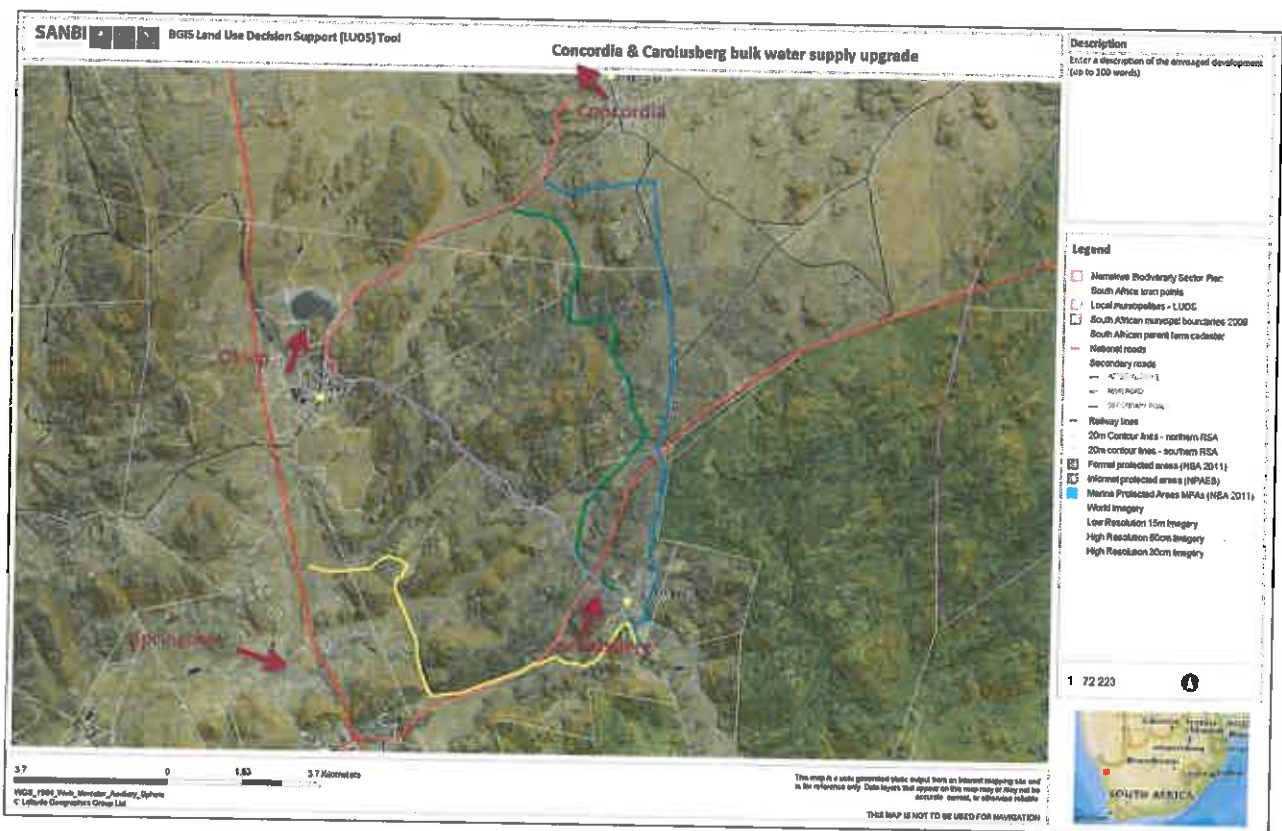 SANBI
BGIS Land Use Decision Support (LUDS) Tool
Concordia & Carolusberg bulk water supply upgrade
Description
Enter a description of the envisaged development
(up to 100 words)
Concordia
Legend
Namakwa Biodiversity Sector Plan
South Africa town points
Local municipalities - LUDS
South African municipal boundaries 2009
South African parent farm cadaster
National roads
Secondary roads
Railway lines
20m Contour lines - northern RSA
20m contour lines - southern RSA
Formal protected areas (NBA 2011)
Informal protected areas (NPAES)
Marine Protected Areas MPAs (NBA 2011)
World Imagery
Low Resolution 15m Imagery
High Resolution 60cm Imagery
High Resolution 30cm Imagery
1 72 223
3.7
0
1.83
3.7 Kilometers
WGS_1984_Web_Mercator_Auxiliary_Sphere
© Latitude Geographics Group Ltd
This map is a user generated static output from an Internet mapping site and
is for reference only. Data layers that appear on this map may or may not be
accurate current, or otherwise reliable
THIS MAP IS NOT TO BE USED FOR NAVIGATION
SOUTH AFRICA